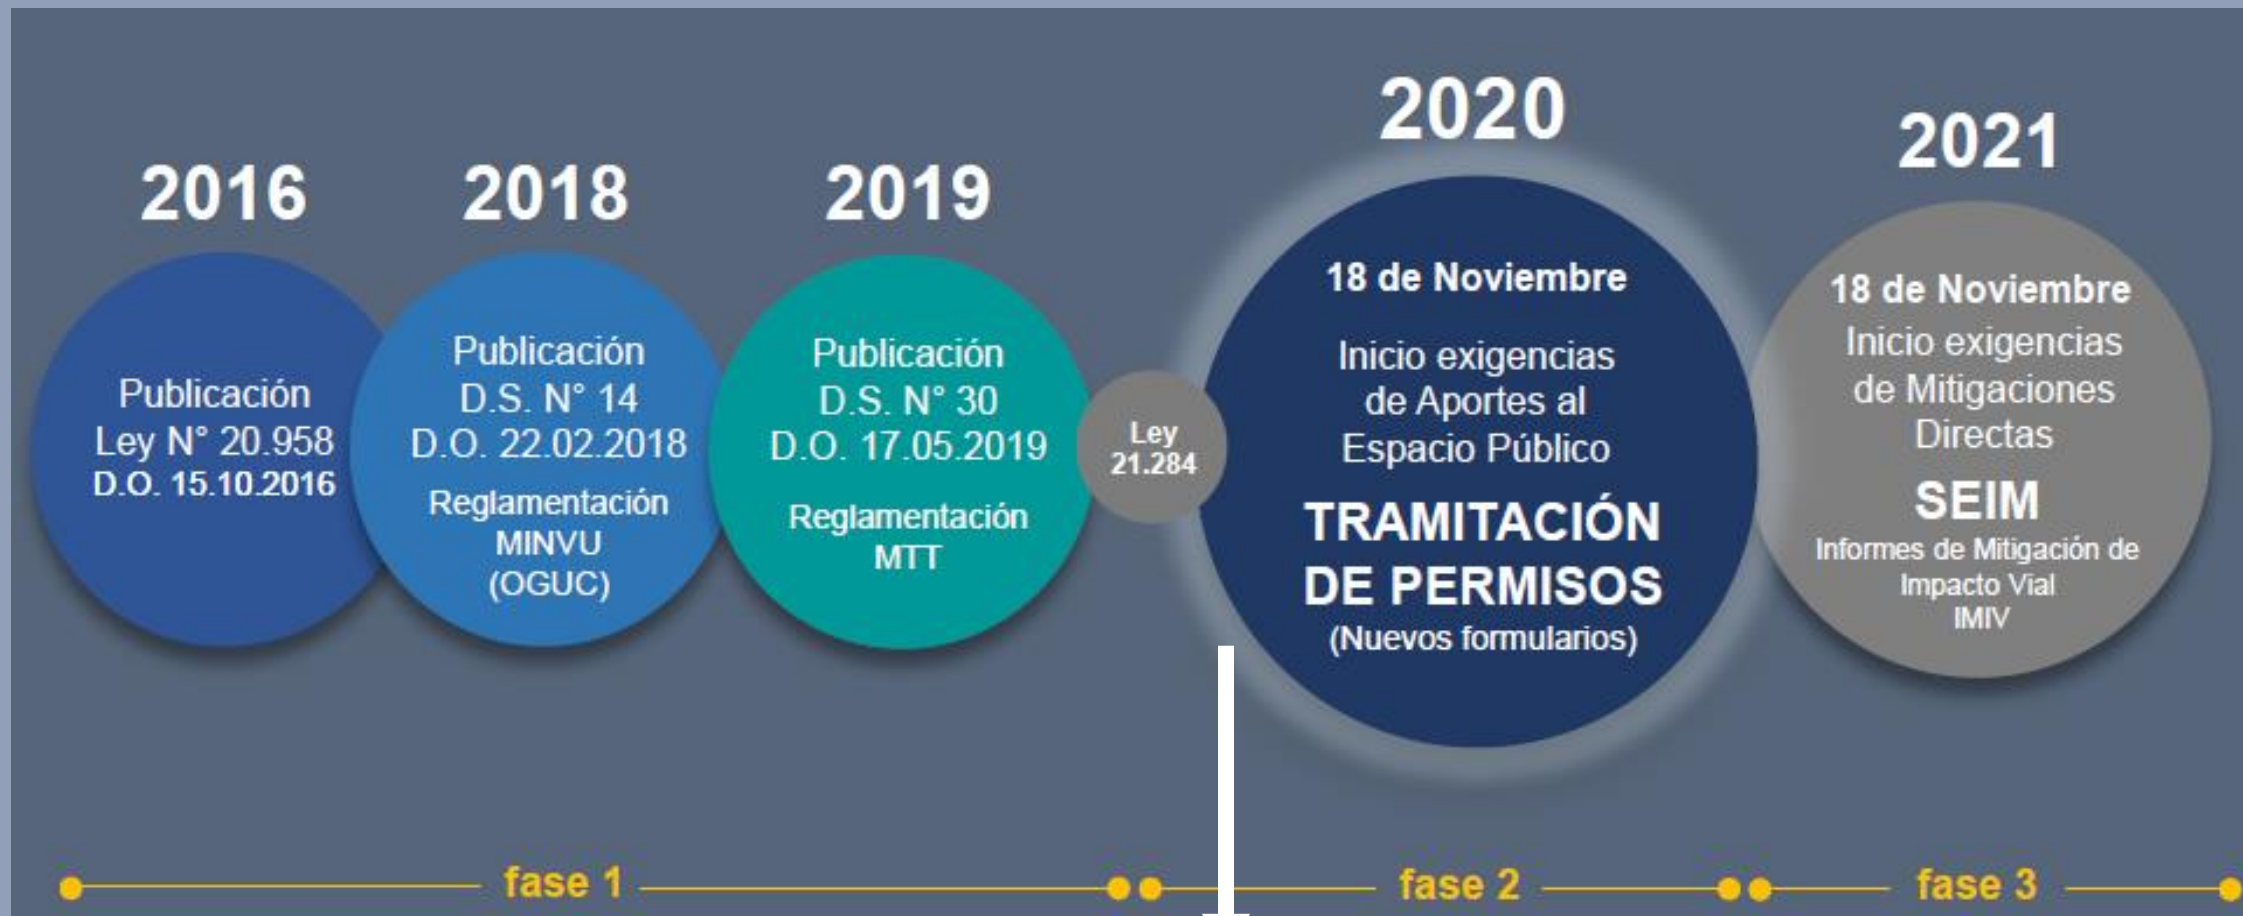 2016
Publicación
Ley N° 20.958
D.O. 15.10.2016
2018
Publicación
D.S. N° 14
D.O. 22.02.2018
Reglamentación
MINVU
(OGUC)
2019
Publicación
D.S. N° 30
D.O. 17.05.2019
Reglamentación
MTT
Ley
21.284
2020
18 de Noviembre
Inicio exigencias
de Aportes al
Espacio Público
TRAMITACIÓN
DE PERMISOS
(Nuevos formularios)
2021
18 de Noviembre
Inicio exigencias
de Mitigaciones
Directas
SEIM
Informes de Mitigación de
Impacto Vial
IMIV
fase 1
fase 2
fase 3